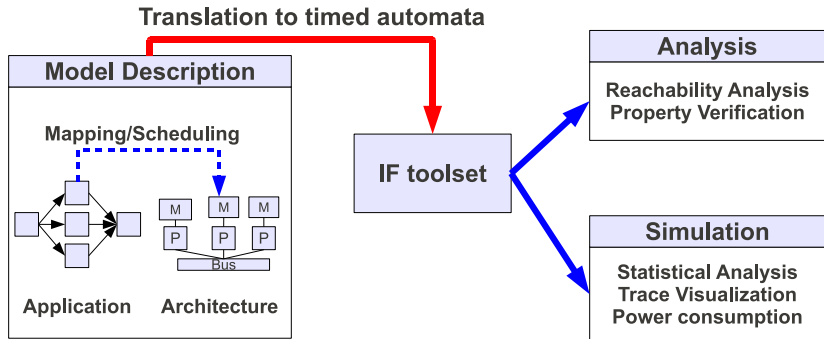 Translation to timed automata
Model Description
Mapping/Scheduling
M
M
M
P
P
P
Bus
Application
Architecture
IF toolset
Analysis
Reachability Analysis
Property Verification
Simulation
Statistical Analysis
Trace Visualization
Power consumption